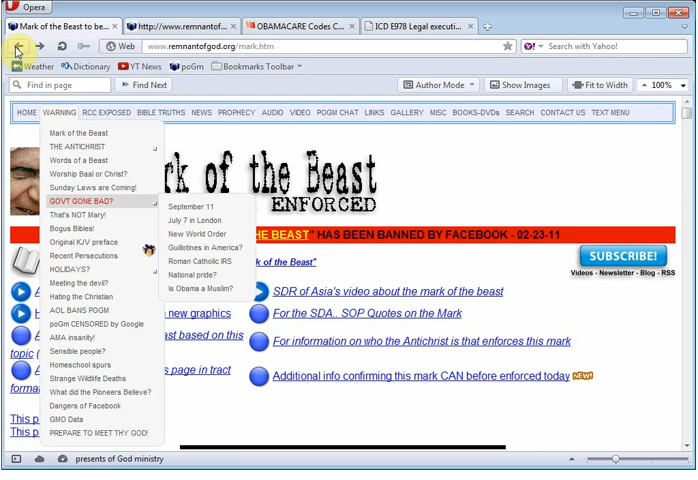 Opera
Mark of the Beast to be...
http://www.remnantof...
OBAMACARE Codes C...
ICD E978 Legal executi...
Web
www.remnantofgod.org/mark.htm
Search with Yahoo!
Weather
Dictionary
YT News
poGm
Bookmarks Toolbar
Find in page
Find Next
Author Mode
Show Images
Fit to Width
100%
HOME WARNING RCC EXPOSED BIBLE TRUTHS NEWS PROPHECY AUDIO VIDEO POGM CHAT LINKS GALLERY MISC BOOKS-DVDs SEARCH CONTACT US TEXT MENU
Mark of the Beast
THE ANTICHRIST
Words of a Beast
Worship Baal or Christ?
Sunday Laws are Coming!
GOVT GONE BAD?
That's NOT Mary!
Bogus Bibles!
Original KJV preface
Recent Persecutions
HOLIDAYS?
Meeting the devil?
Hating the Christian
AOL BANS POGM
poGm CENSORED by Google
AMA insanity!
Sensible people?
Homeschool spurs
Strange Wildlife Deaths
What did the Pioneers Believe?
Dangers of Facebook
GMO Data
PREPARE TO MEET THY GOD!
September 11
July 7 in London
New World Order
Guillotines in America?
Roman Catholic IRS
National pride?
Is Obama a Muslim?
rk of the Beast
ENFORCED
THE BEAST" HAS BEEN BANNED BY FACEBOOK - 02-23-11
rk of the Beast"
SUBSCRIBE!
Videos - Newsletter - Blog - RSS
SDR of Asia's video about the mark of the beast
new graphics
For the SDA.. SOP Quotes on the Mark
ast based on this
topic
For information on who the Antichrist is that enforces this mark
s page in tract
format
Additional info confirming this mark CAN before enforced today NEW!
This p
This p
presents of God ministry